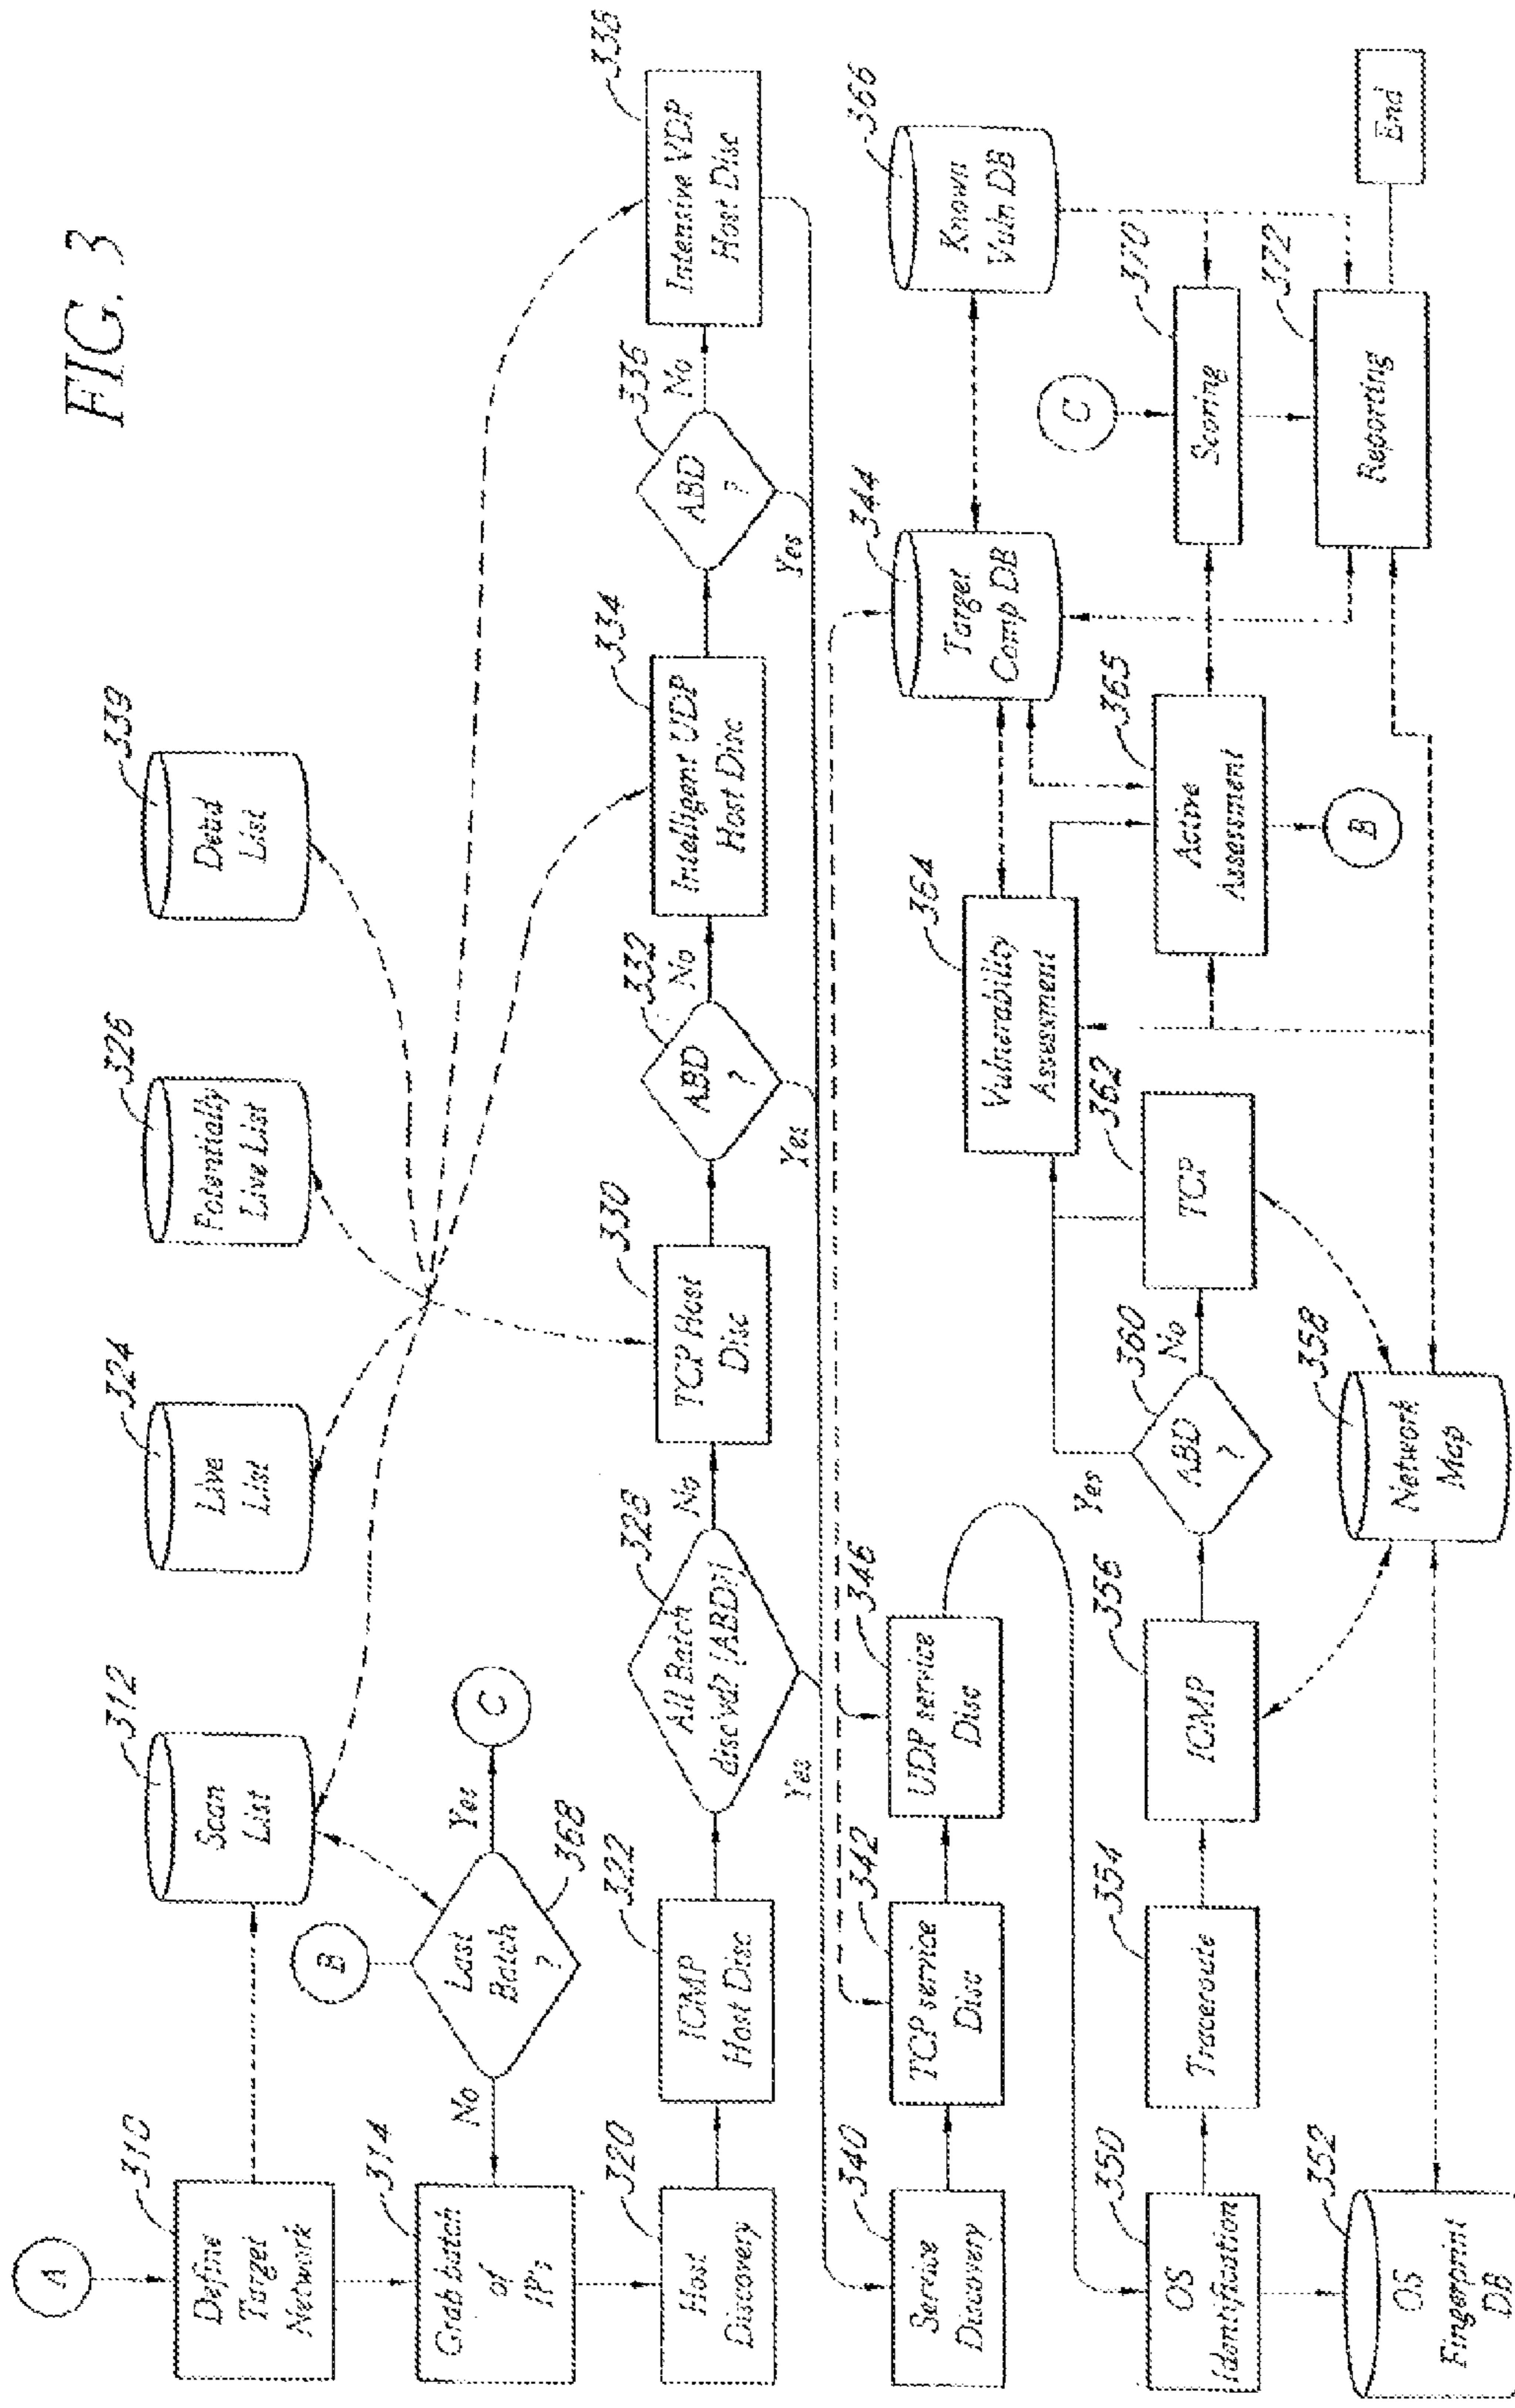 FIG. 3
A
310
Define
Target
Network
312
Scan
List
324
Live
List
326
Potentially
Live List
339
Dead
List
B
Last
Batch
?
368
Yes
C
No
314
Grab batch
of
IP's
320
Host
Discovery
322
ICMP
Host Disc
328
All Batch
disc'vd? [ABD?]
No
Yes
330
TCP Host
Disc
332
ABD
?
No
Yes
334
Intelligent UDP
Host Disc
336
ABD
?
No
Yes
338
Intensive VDP
Host Disc
340
Service
Discovery
342
TCP service
Disc
346
UDP service
Disc
344
Target
Comp DB
366
Known
Vuln DB
350
OS
Identification
352
OS
Fingerprint
DB
354
Traceroute
356
ICMP
Yes
360
ABD
?
No
358
Network
Map
362
TCP
364
Vulnerability
Assessment
365
Active
Assessment
B
C
370
Scoring
372
Reporting
End